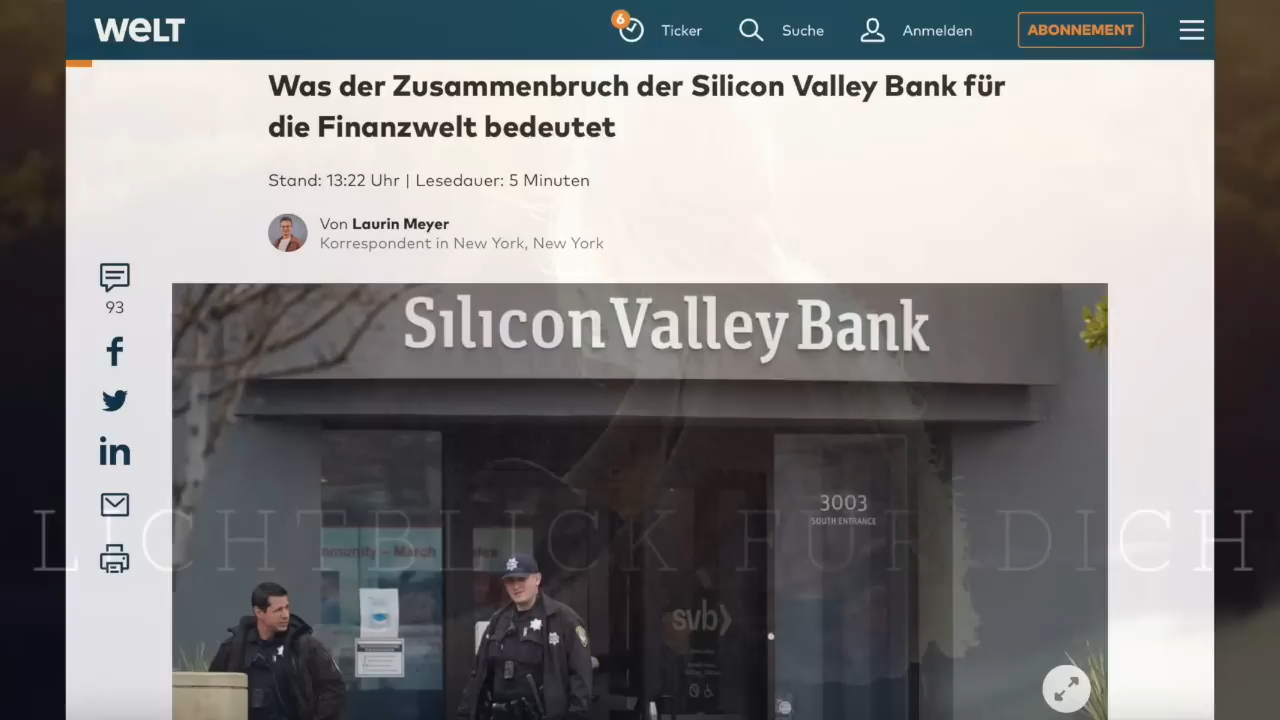 WELT
6
Ticker
Suche
Anmelden
ABONNEMENT
Was der Zusammenbruch der Silicon Valley Bank für
die Finanzwelt bedeutet
Stand: 13:22 Uhr | Lesedauer: 5 Minuten
Von Laurin Meyer
Korrespondent in New York, New York
93
Silicon Valley Bank
3003
SOUTH ENTRANCE
LICHTBLICK FÜR DICH
mmunity – March
svb